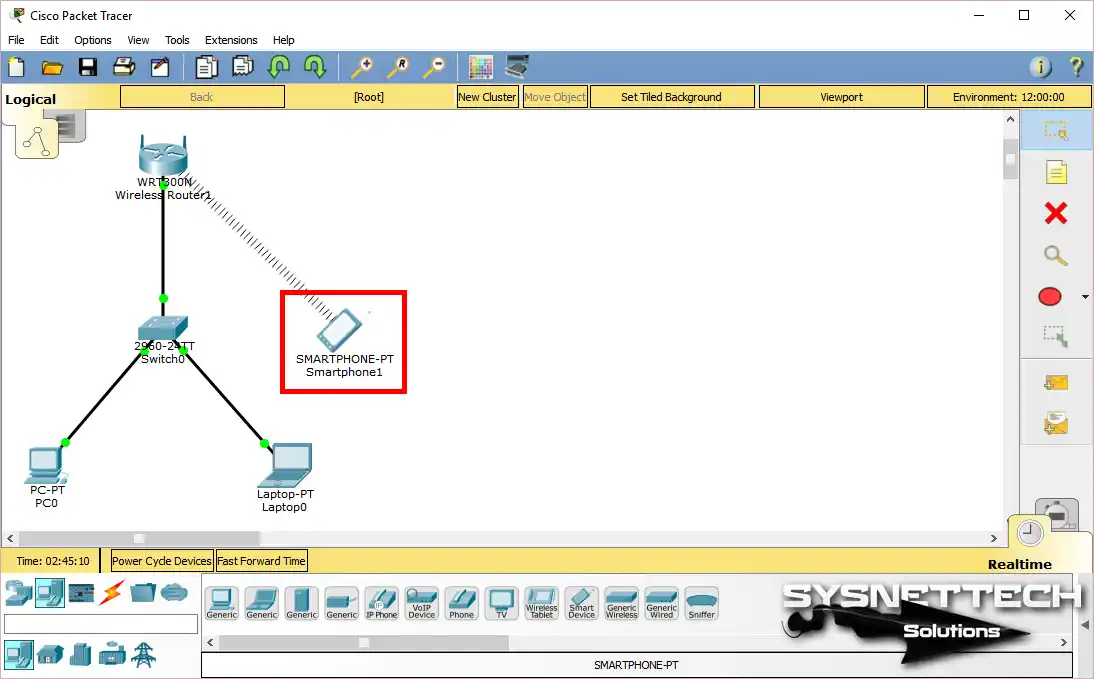 Cisco Packet Tracer
File Edit Options View Tools Extensions Help
Logical
Back
[Root]
New Cluster
Move Object
Set Tiled Background
Viewport
Environment: 12:00:00
WRT300N
Wireless Router1
2960-24TT
Switch0
SMARTPHONE-PT
Smartphone1
PC-PT
PC0
Laptop-PT
Laptop0
Time: 02:45:10
Power Cycle Devices
Fast Forward Time
Realtime
Generic
Generic
Generic
Generic
IP Phone
VoIP
Device
Phone
TV
Wireless
Tablet
Smart
Device
Generic
Wireless
Generic
Wired
Sniffer
SYSNETTECH
Solutions
SMARTPHONE-PT